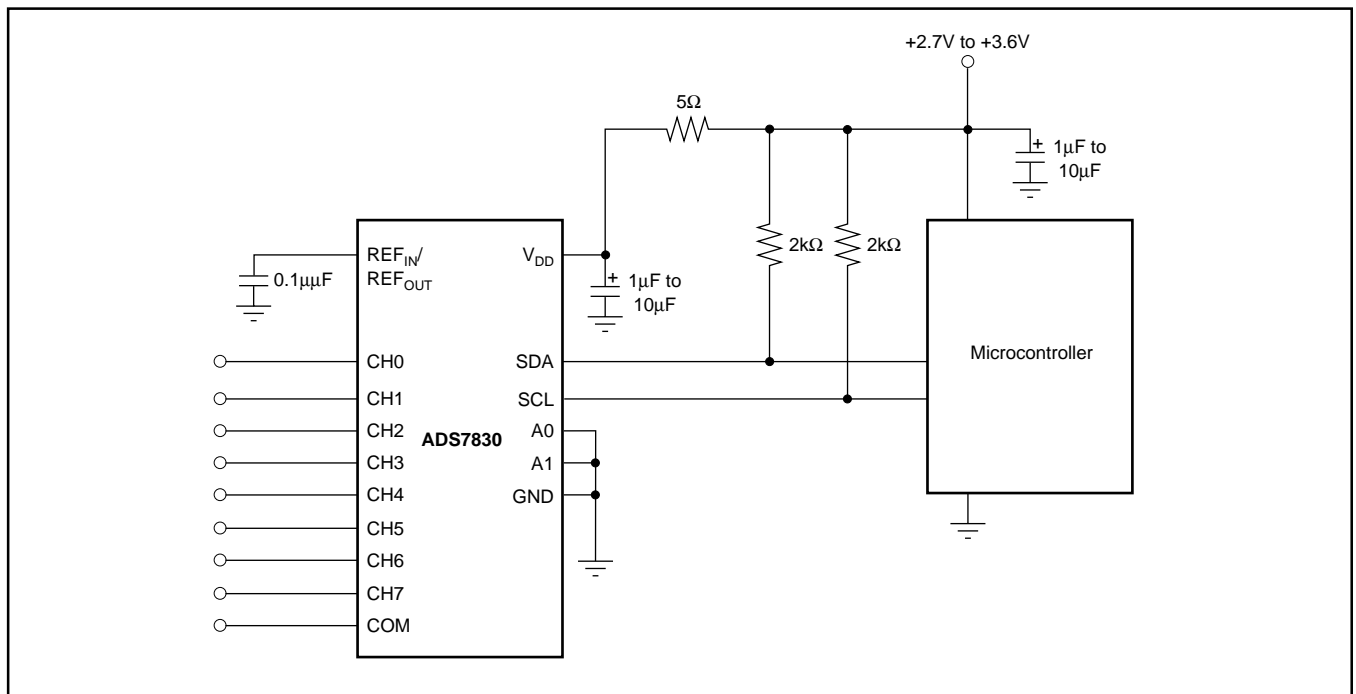 +2.7V to +3.6V
5Ω
+ 1μF to
10μF
2kΩ
2kΩ
REFIN/
REFOUT
VDD
0.1μμF
+ 1μF to
10μF
CH0
SDA
Microcontroller
CH1
SCL
CH2
ADS7830
A0
CH3
A1
CH4
GND
CH5
CH6
CH7
COM